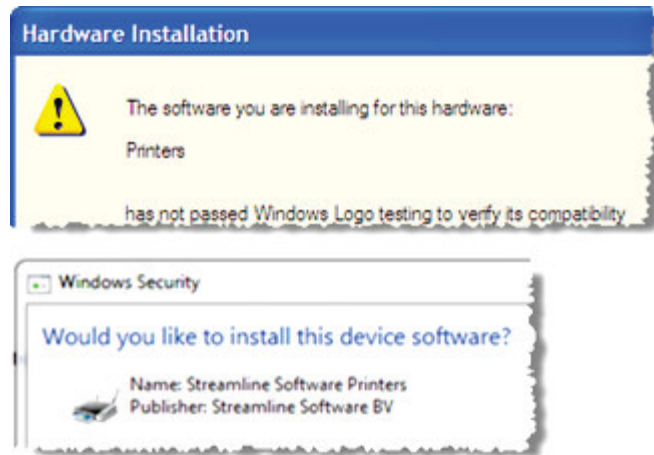 Hardware Installation
The software you are installing for this hardware:
Printers
has not passed Windows Logo testing to verify its compatibility
Windows Security
Would you like to install this device software?
Name: Streamline Software Printers
Publisher: Streamline Software BV